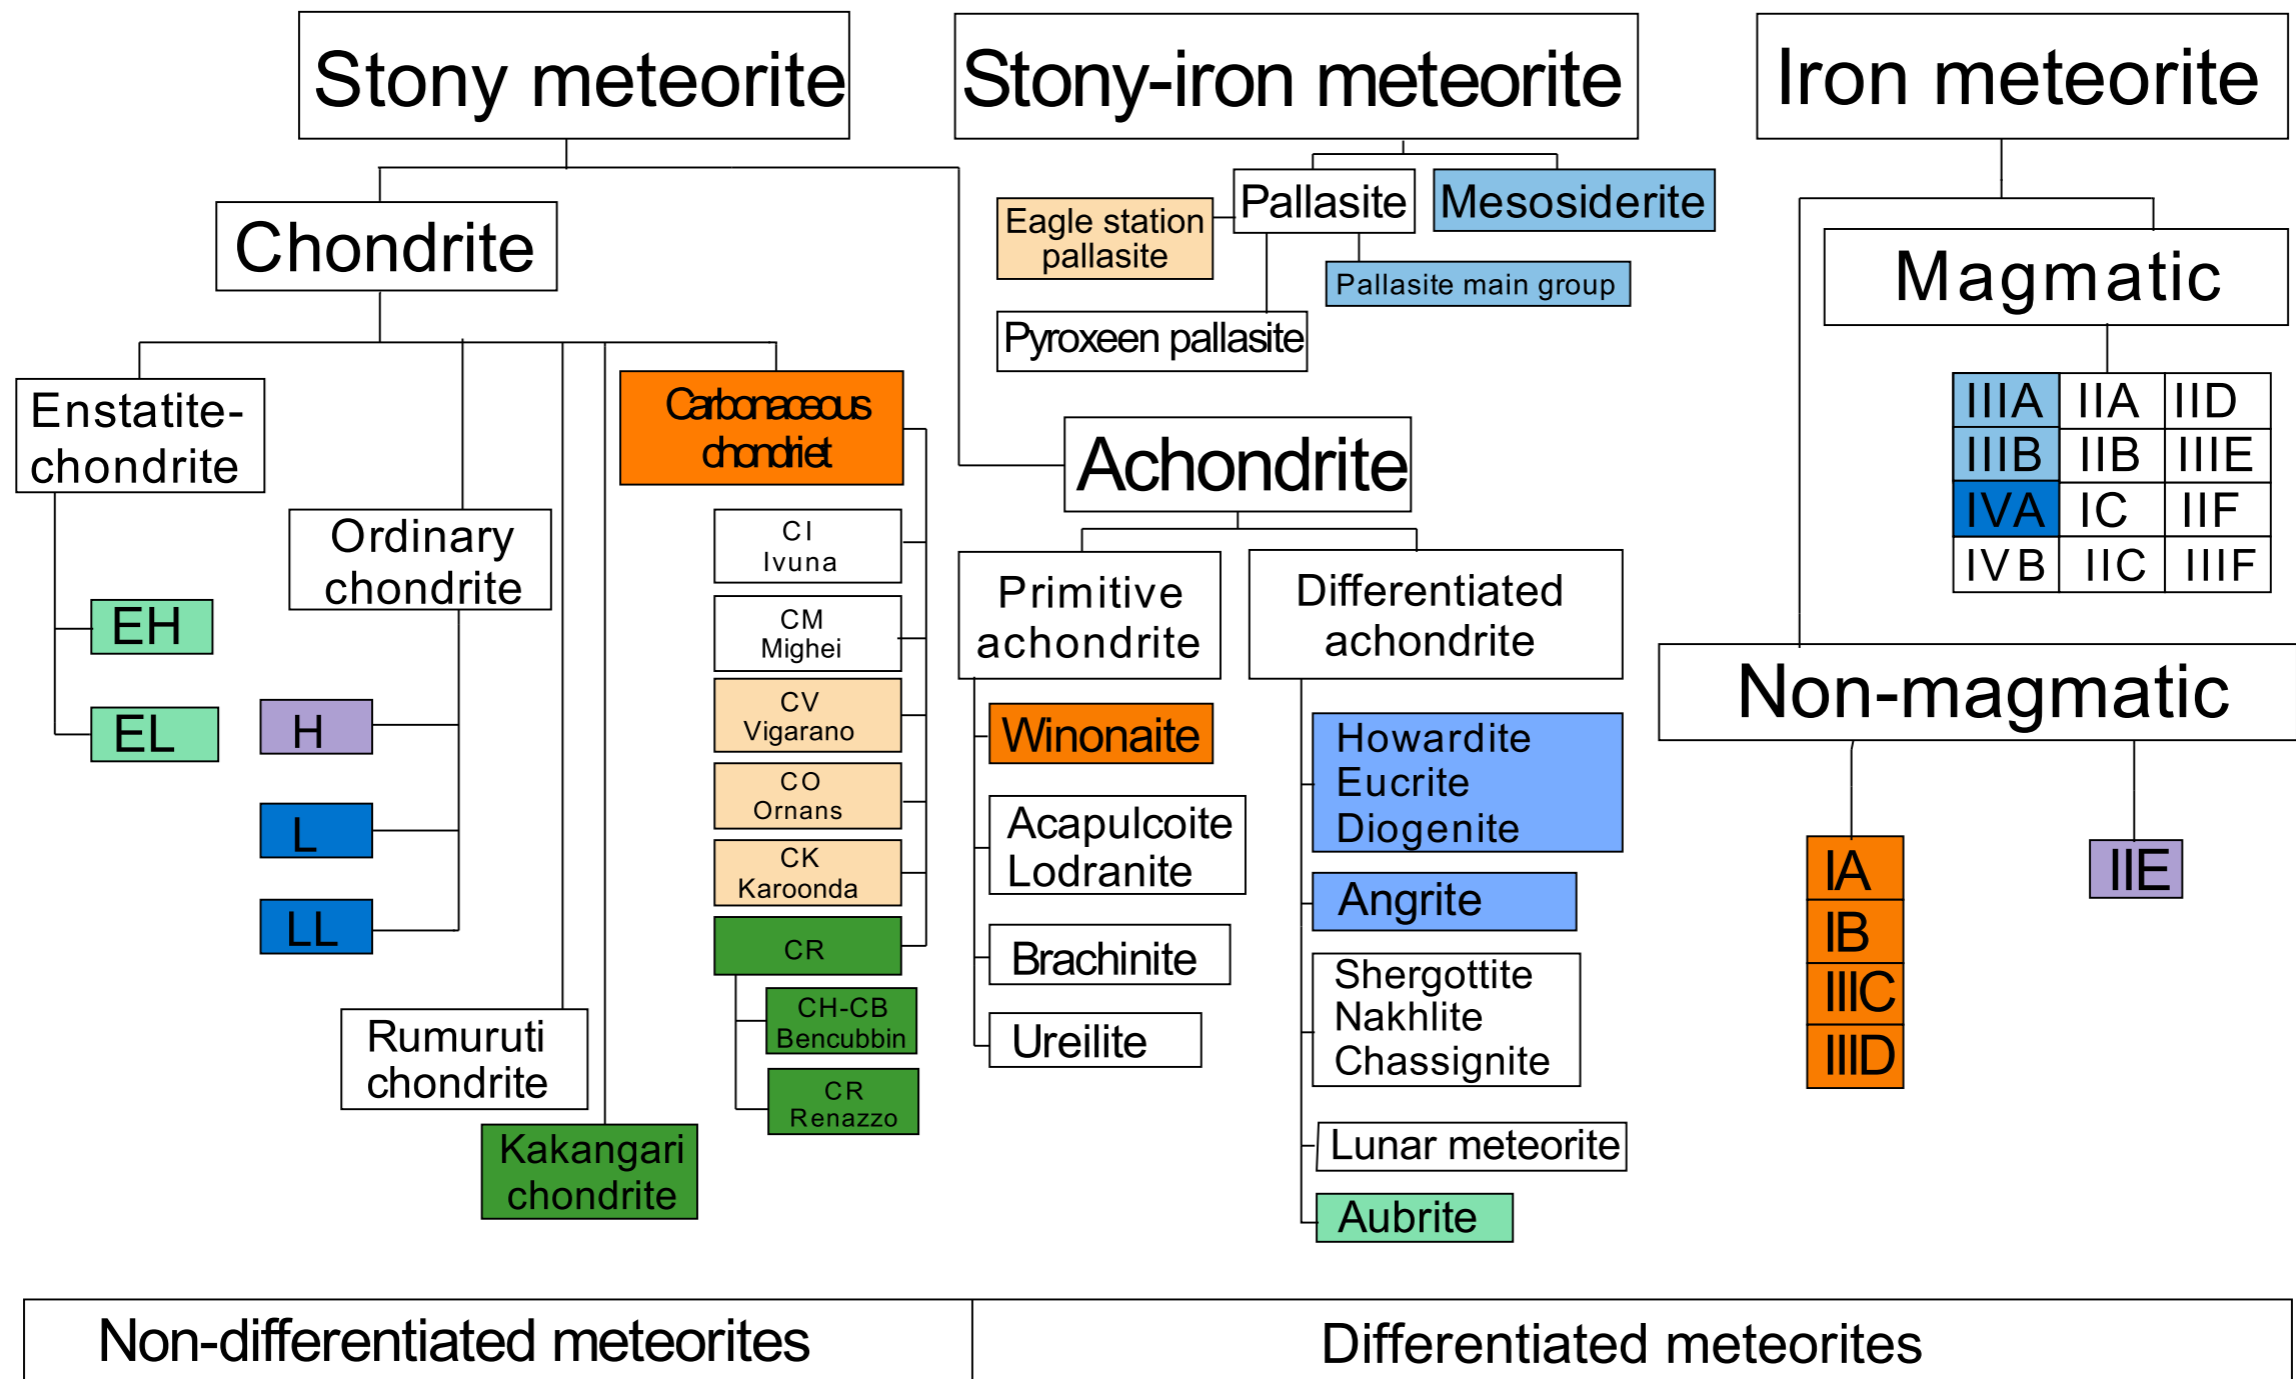 Stony meteorite
Stony-iron meteorite
Iron meteorite
Chondrite
Eagle station
pallasite
Pallasite
Mesosiderite
Pallasite main group
Pyroxeen pallasite
Magmatic
Enstatite-
chondrite
Carbonaceous
chondriet
Ordinary
chondrite
EH
EL
H
L
LL
Rumuruti
chondrite
Kakangari
chondrite
CI
Ivuna
CM
Mighei
CV
Vigarano
CO
Ornans
CK
Karoonda
CR
CH-CB
Bencubbin
CR
Renazzo
Achondrite
Primitive
achondrite
Winonaite
Acapulcoite
Lodranite
Brachinite
Ureilite
Differentiated
achondrite
Howardite
Eucrite
Diogenite
Angrite
Shergottite
Nakhlite
Chassignite
Lunar meteorite
Aubrite
IIIA IIA IID
IIIB IIB IIIE
IVA IC IIF
IVB IIC IIIF
Non-magmatic
IA
IB
IIIC
IIID
IIE
Non-differentiated meteorites
Differentiated meteorites